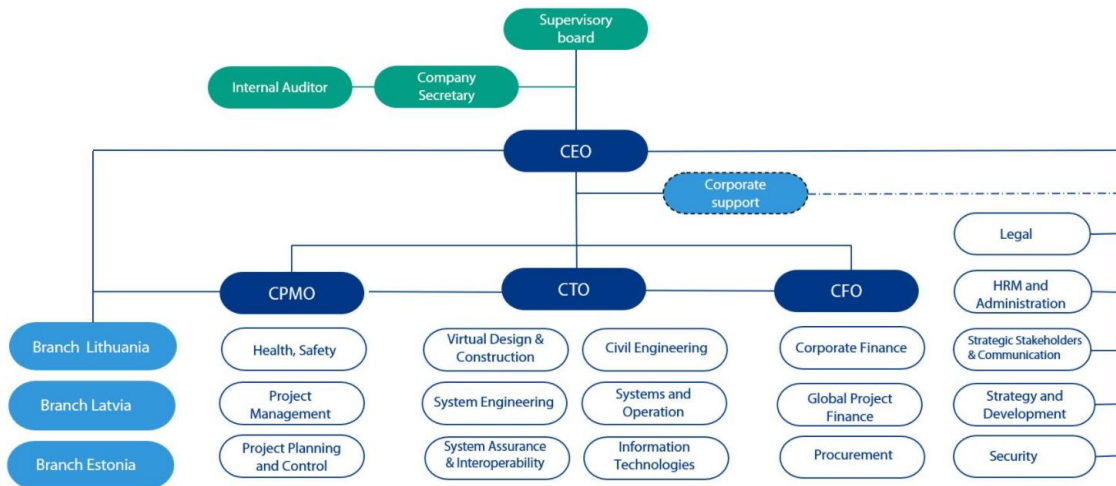 Supervisory
board
Internal Auditor
Company
Secretary
CEO
Corporate
support
Legal
CPMO
CTO
CFO
HRM and
Administration
Branch Lithuania
Health, Safety
Virtual Design &
Construction
Civil Engineering
Corporate Finance
Strategic Stakeholders
& Communication
Branch Latvia
Project
Management
System Engineering
Systems and
Operation
Global Project
Finance
Strategy and
Development
Branch Estonia
Project Planning
and Control
System Assurance
& Interoperability
Information
Technologies
Procurement
Security